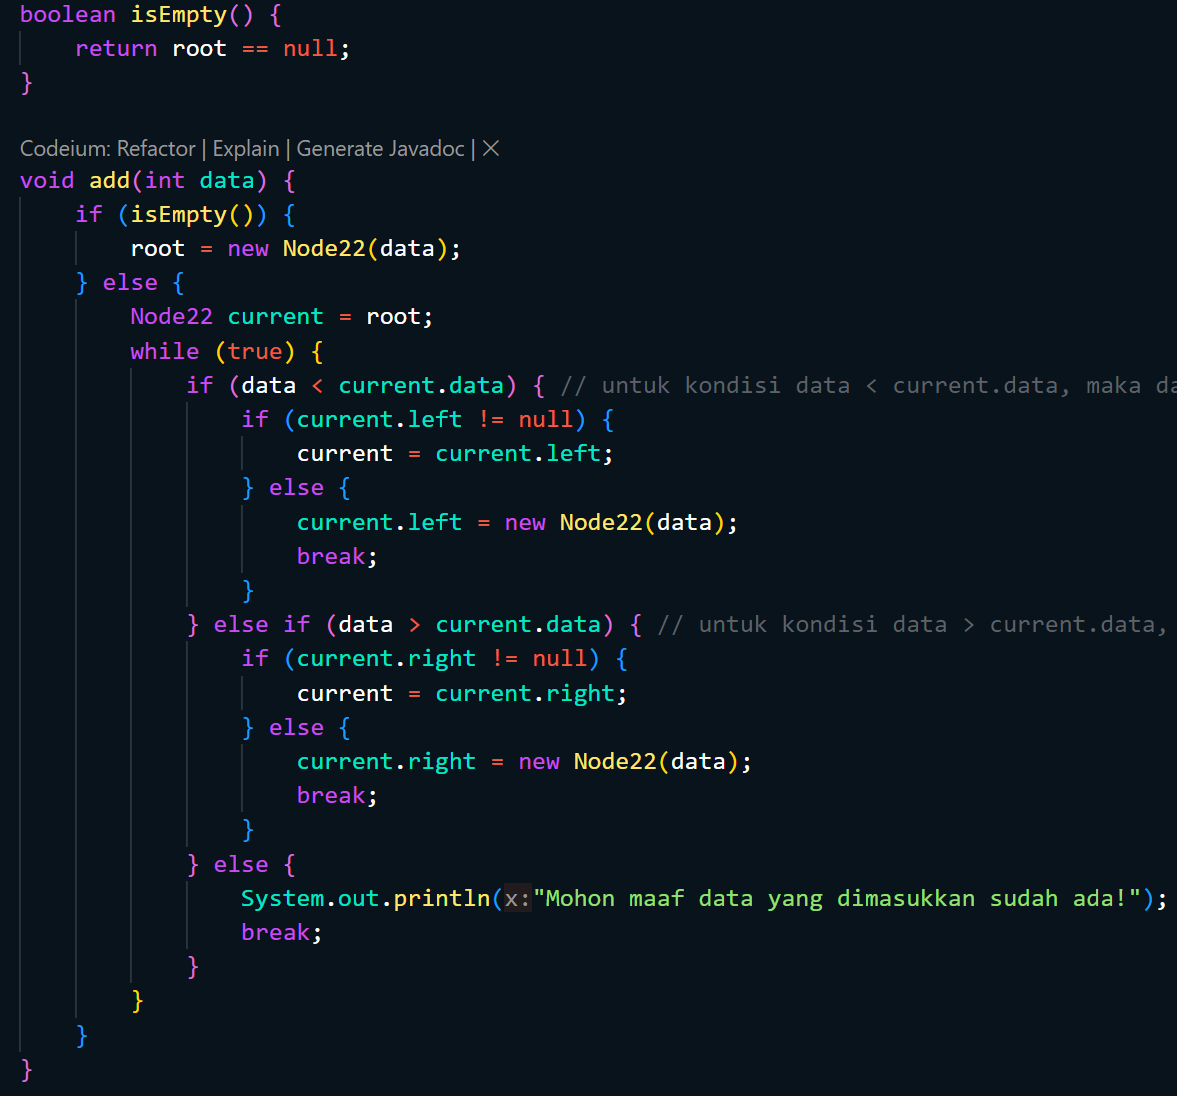 boolean isEmpty() {
    return root == null;
}
Codeium: Refactor | Explain | Generate Javadoc | ×
void add(int data) {
    if (isEmpty()) {
        root = new Node22(data);
    } else {
        Node22 current = root;
        while (true) {
            if (data < current.data) { // untuk kondisi data < current.data, maka
                if (current.left != null) {
                    current = current.left;
                } else {
                    current.left = new Node22(data);
                    break;
                }
            } else if (data > current.data) { // untuk kondisi data > current.data,
                if (current.right != null) {
                    current = current.right;
                } else {
                    current.right = new Node22(data);
                    break;
                }
            } else {
                System.out.println(x:"Mohon maaf data yang dimasukkan sudah ada!");
                break;
            }
        }
    }
}